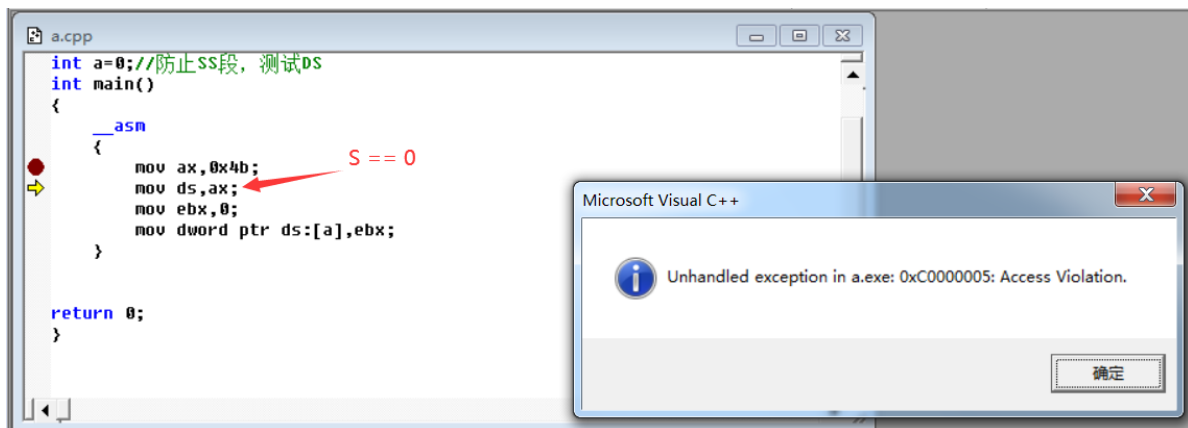 a.cpp
int a=0;//防止SS段，测试DS
int main()
{
__asm
{
mov ax,0x4b;
S == 0
mov ds,ax;
mov ebx,0;
mov dword ptr ds:[a],ebx;
}
return 0;
}
Microsoft Visual C++
Unhandled exception in a.exe: 0xC0000005: Access Violation.
确定